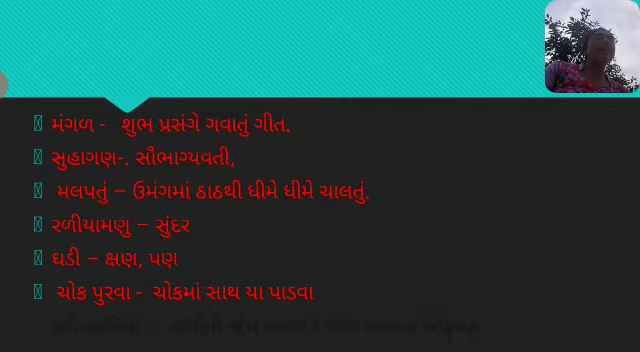 મંગળ - શુભ પ્રસંગે ગવાતું ગીત.
સુહાગણ-. સૌભાગ્યવતી,
મલપતું – ઉમંગમાં ઠાઠથી ધીમે ધીમે ચાલતું.
રળીયામણુ – સુંદર
ઘડી – ક્ષણ, પણ
ચોક પુરવા - ચોકમાં સાથ યા પાડવા